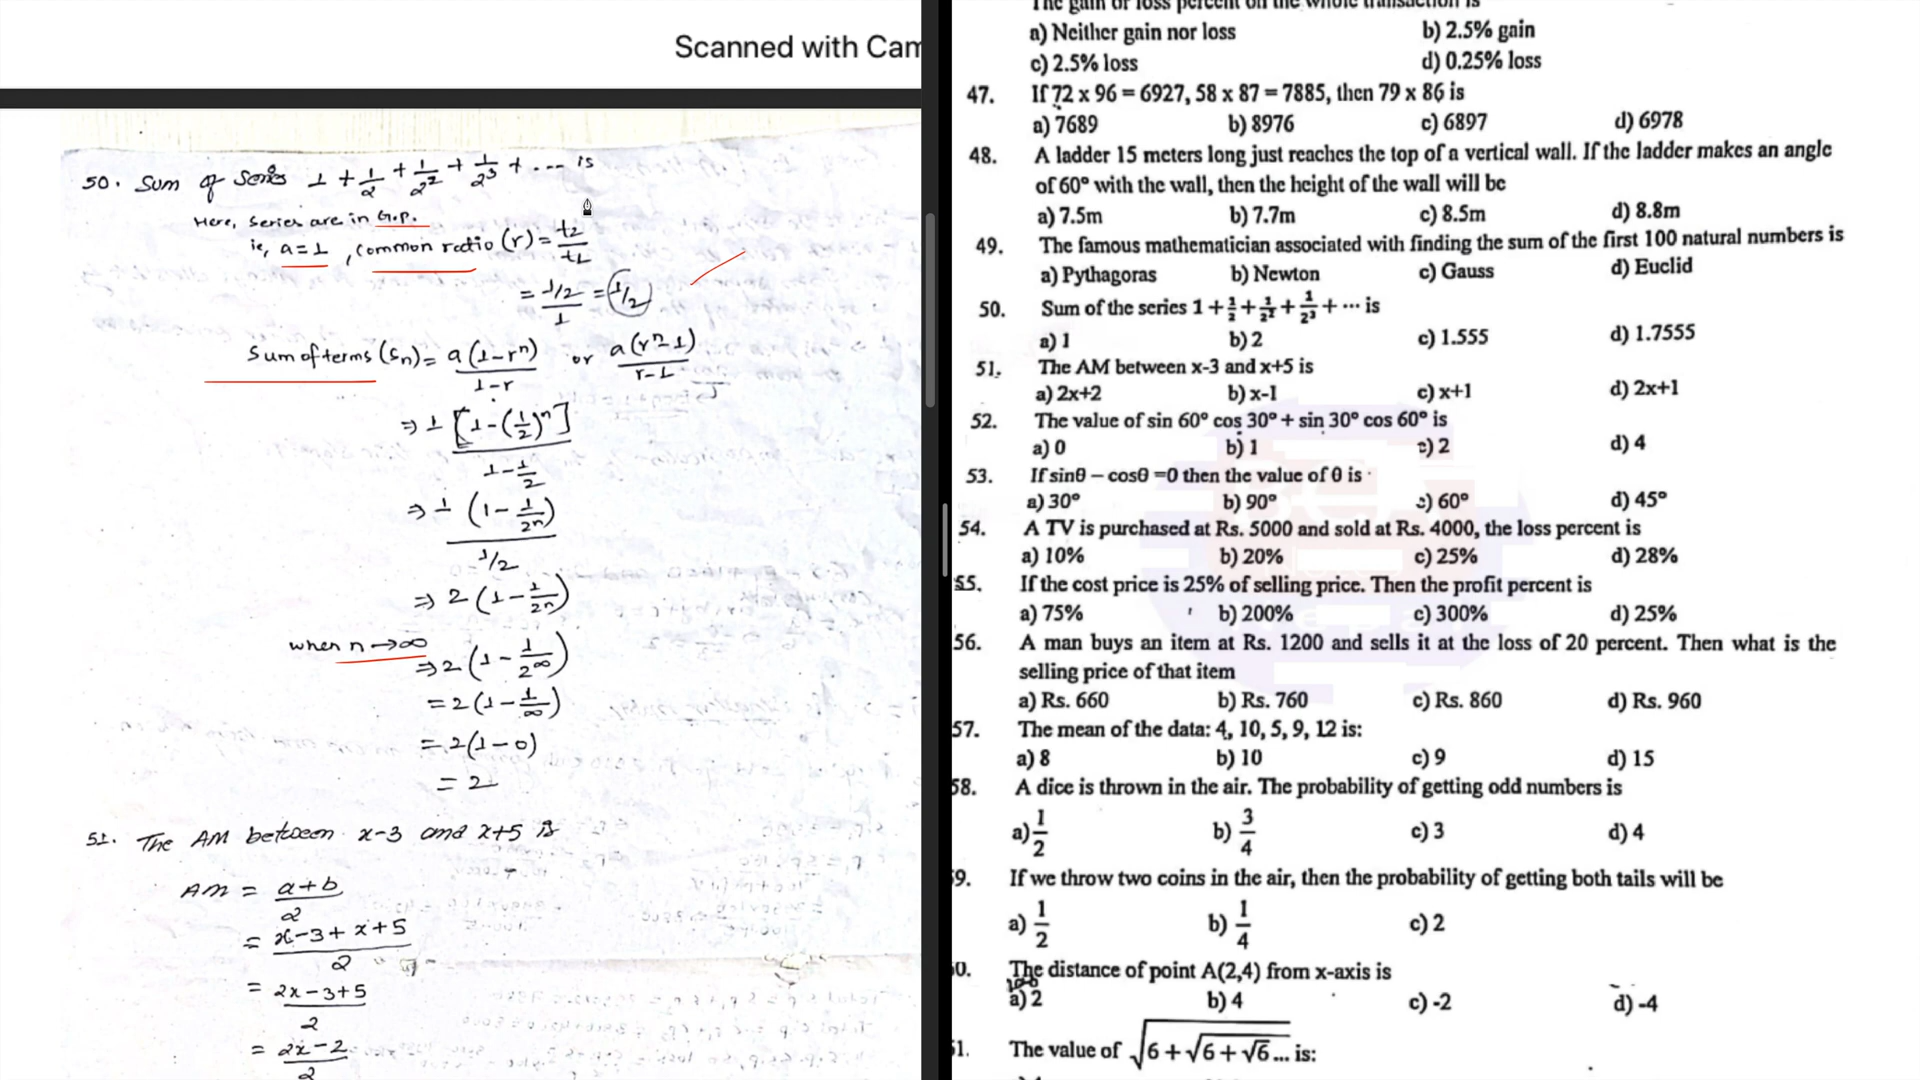 Scanned with Cam
50. Sum of Series 1 + 1/2 + 1/2² + 1/2³ + .... is
Here, series are in G.P.
ie, a = 1 , common ratio (r) = t2/t1
= 1/2/1 = 1/2
Sum of terms (Sn) = a(1-rⁿ)/1-r or a(rⁿ-1)/r-1
⇒ 1[1-(1/2)ⁿ]/1-1/2
⇒ 1(1-1/2ⁿ)/1/2
⇒ 2(1-1/2ⁿ)
when n→∞
⇒ 2(1-1/2^∞)
= 2(1-1/∞)
= 2(1-0)
= 2
51. The AM between x-3 and x+5 is
AM = a+b/2
= x-3+x+5/2
= 2x-3+5/2
= 2x-2/2
The gain or loss percent on the whole transaction is
a) Neither gain nor loss b) 2.5% gain
c) 2.5% loss d) 0.25% loss
47. If 72 x 96 = 6927, 58 x 87 = 7885, then 79 x 86 is
a) 7689 b) 8976 c) 6897 d) 6978
48. A ladder 15 meters long just reaches the top of a vertical wall. If the ladder makes an angle
of 60° with the wall, then the height of the wall will be
a) 7.5m b) 7.7m c) 8.5m d) 8.8m
49. The famous mathematician associated with finding the sum of the first 100 natural numbers is
a) Pythagoras b) Newton c) Gauss d) Euclid
50. Sum of the series 1 + 1/2 + 1/2² + 1/2³ + ··· is
a) 1 b) 2 c) 1.555 d) 1.7555
51. The AM between x-3 and x+5 is
a) 2x+2 b) x-1 c) x+1 d) 2x+1
52. The value of sin 60° cos 30° + sin 30° cos 60° is
a) 0 b) 1 c) 2 d) 4
53. If sinθ – cosθ =0 then the value of θ is
a) 30° b) 90° c) 60° d) 45°
54. A TV is purchased at Rs. 5000 and sold at Rs. 4000, the loss percent is
a) 10% b) 20% c) 25% d) 28%
55. If the cost price is 25% of selling price. Then the profit percent is
a) 75% b) 200% c) 300% d) 25%
56. A man buys an item at Rs. 1200 and sells it at the loss of 20 percent. Then what is the
selling price of that item
a) Rs. 660 b) Rs. 760 c) Rs. 860 d) Rs. 960
57. The mean of the data: 4, 10, 5, 9, 12 is:
a) 8 b) 10 c) 9 d) 15
58. A dice is thrown in the air. The probability of getting odd numbers is
a) 1/2 b) 3/4 c) 3 d) 4
9. If we throw two coins in the air, then the probability of getting both tails will be
a) 1/2 b) 1/4 c) 2
0. The distance of point A(2,4) from x-axis is
a) 2 b) 4 c) -2 d) -4
1. The value of √6 + √6 + √6 ... is: